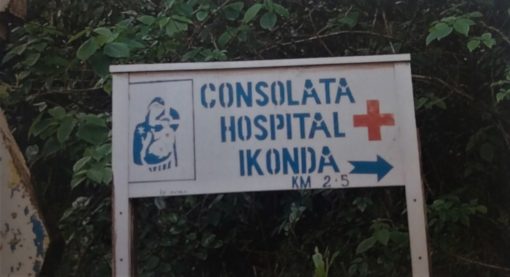 CONSOLATA
HOSPITAL
IKONDA
KM 2.5